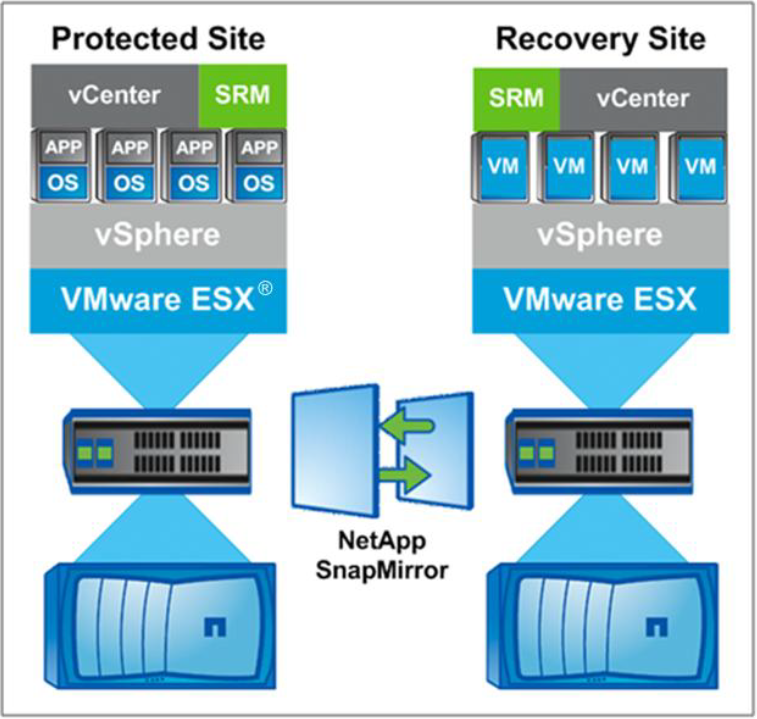 Protected Site
Recovery Site
vCenter
SRM
SRM
vCenter
APP
APP
APP
APP
OS
OS
OS
OS
VM
VM
VM
VM
vSphere
vSphere
VMware ESX®
VMware ESX
NetApp
SnapMirror